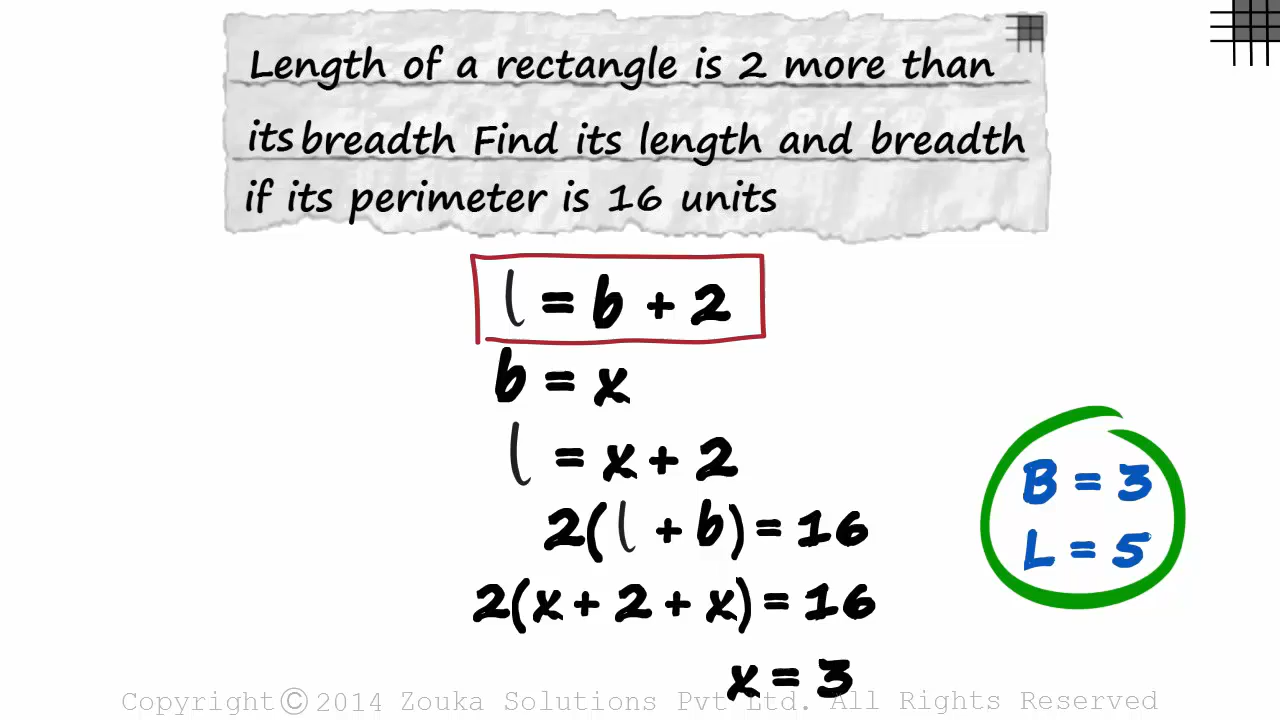 Length of a rectangle is 2 more than
its breadth Find its length and breadth
if its perimeter is 16 units
l = b + 2
b = x
l = x + 2
2(l + b) = 16
2(x + 2 + x) = 16
x = 3
B = 3
L = 5
Copyright©2014 Zouka Solutions Pvt Ltd. All Rights Reserved